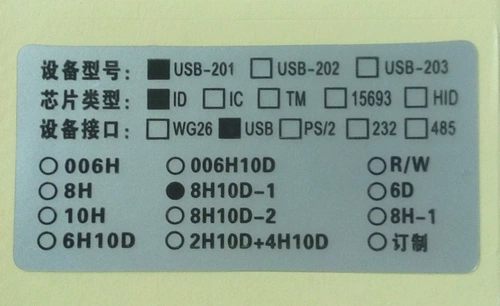 设备型号: ■USB-201 □USB-202 □USB-203
芯片类型: ■ID □IC □TM □15693 □HID
设备接口: □WG26 ■USB □PS/2 □232 □485
○006H ○006H10D ○R/W
○8H ●8H10D-1 ○6D
○10H ○8H10D-2 ○8H-1
○6H10D ○2H10D+4H10D ○订制